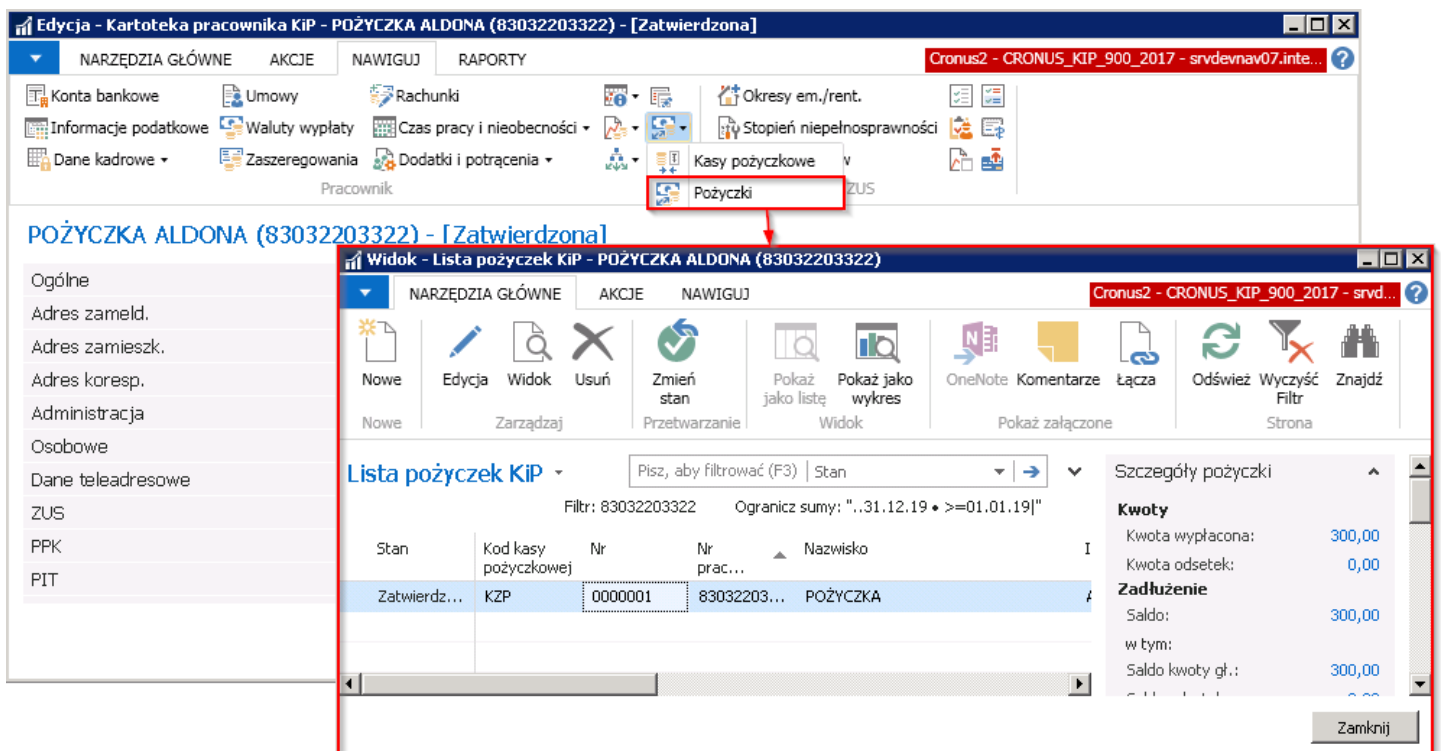 Edycja - Kartoteka pracownika KiP - POŻYCZKA ALDONA (83032203322) - [Zatwierdzona]
NARZĘDZIA GŁÓWNE AKCJE NAWIGUJ RAPORTY
Cronus2 - CRONUS_KIP_900_2017 - srvdevnav07.inte...
Konta bankowe Umowy Rachunki Okresy em./rent.
Informacje podatkowe Waluty wypłaty Czas pracy i nieobecności Stopień niepełnosprawności
Dane kadrowe Zaszeregowania Dodatki i potrącenia Kasy pożyczkowe
Pracownik Pożyczki ZUS
POŻYCZKA ALDONA (83032203322) - [Zatwierdzona]
Ogólne
Adres zameld.
Adres zamieszk.
Adres koresp.
Administracja
Osobowe
Dane teleadresowe
ZUS
PPK
PIT
Widok - Lista pożyczek KiP - POŻYCZKA ALDONA (83032203322)
NARZĘDZIA GŁÓWNE AKCJE NAWIGUJ
Cronus2 - CRONUS_KIP_900_2017 - srvd...
Nowe Edycja Widok Usuń Zmień stan Pokaż jako listę Pokaż jako wykres OneNote Komentarze Łącza Odśwież Wyczyść Filtr Znajdź
Nowe Zarządzaj Przetwarzanie Widok Pokaż załączone Strona
Lista pożyczek KiP
Pisz, aby filtrować (F3) Stan
Filtr: 83032203322 Ogranicz sumy: "..31.12.19 • >=01.01.19|"
Stan Kod kasy pożyczkowej Nr Nr prac... Nazwisko
Zatwierdz... KZP 0000001 83032203... POŻYCZKA
Szczegóły pożyczki
Kwoty
Kwota wypłacona: 300,00
Kwota odsetek: 0,00
Zadłużenie
Saldo: 300,00
w tym:
Saldo kwoty gł.: 300,00
Zamknij